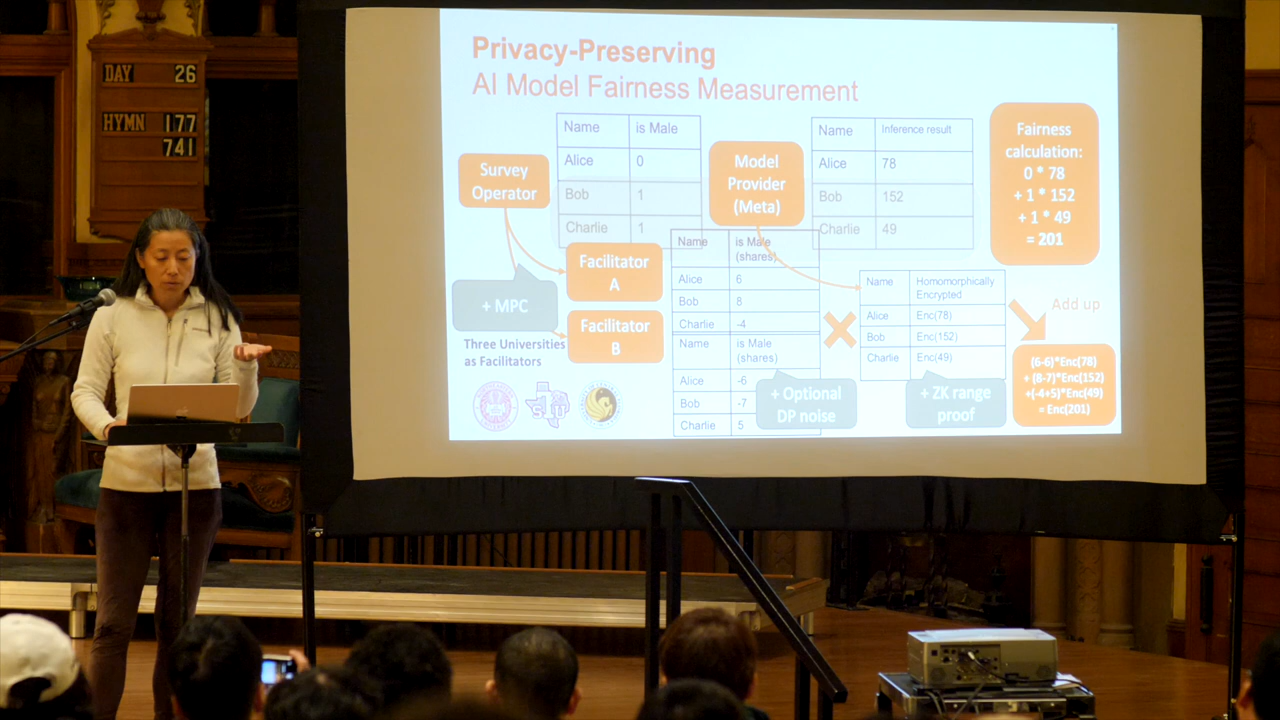 DAY 26
HYMN 177
741
Privacy-Preserving
AI Model Fairness Measurement
Name is Male
Alice 0
Bob 1
Charlie 1
Survey
Operator
Model
Provider
(Meta)
Name Inference result
Alice 78
Bob 152
Charlie 49
Fairness
calculation:
0 * 78
+ 1 * 152
+ 1 * 49
= 201
Facilitator
A
+ MPC
Facilitator
B
Three Universities
as Facilitators
Name is Male
(shares)
Alice 6
Bob 8
Charlie -4
Name is Male
(shares)
Alice -6
Bob -7
Charlie 5
+ Optional
DP noise
Name Homomorphically
Encrypted
Alice Enc(78)
Bob Enc(152)
Charlie Enc(49)
+ ZK range
proof
Add up
(6-6)*Enc(78)
+ (8-7)*Enc(152)
+(-4+5)*Enc(49)
= Enc(201)